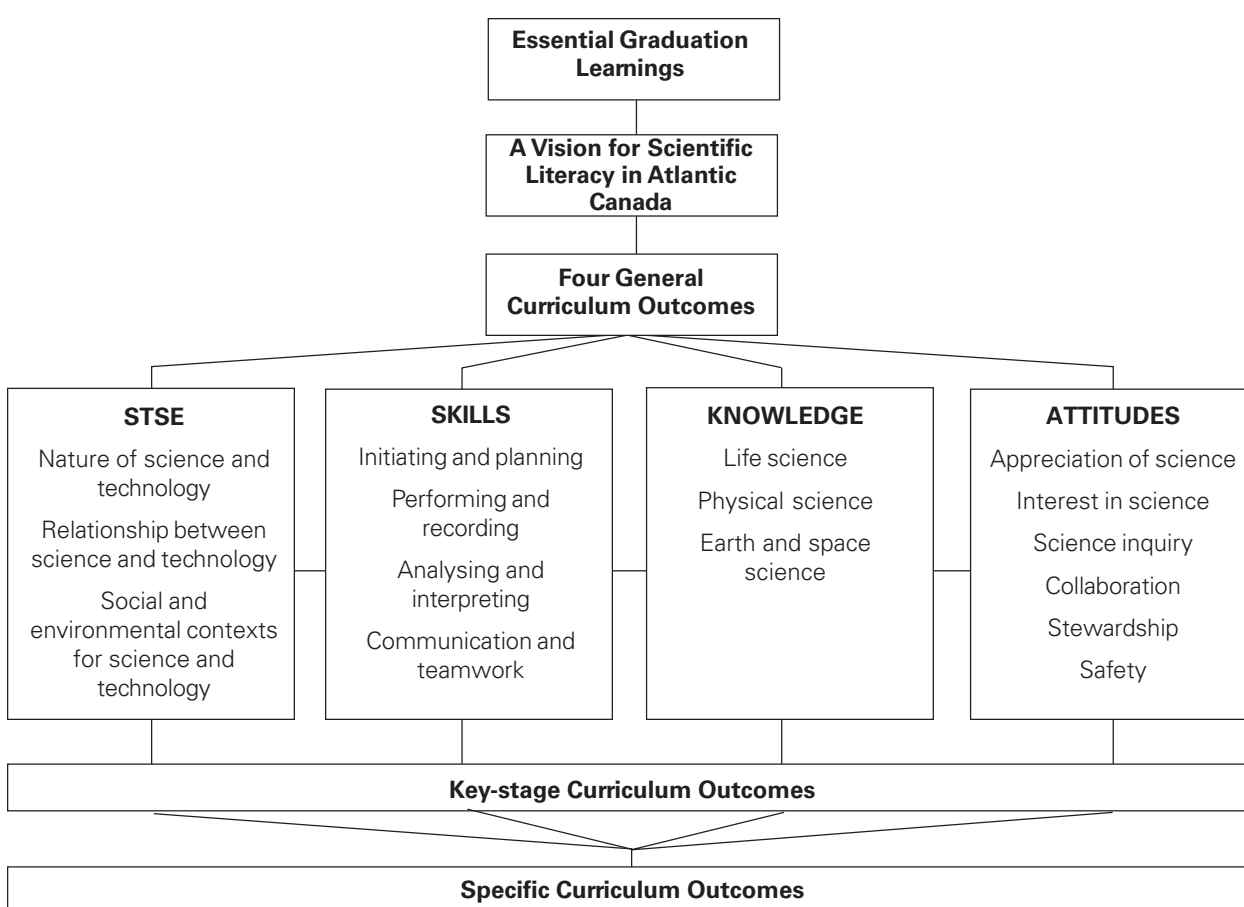 Essential Graduation
Learnings
A Vision for Scientific
Literacy in Atlantic
Canada
Four General
Curriculum Outcomes
STSE
Nature of science and
technology
Relationship between
science and technology
Social and
environmental contexts
for science and
technology
SKILLS
Initiating and planning
Performing and
recording
Analysing and
interpreting
Communication and
teamwork
KNOWLEDGE
Life science
Physical science
Earth and space
science
ATTITUDES
Appreciation of science
Interest in science
Science inquiry
Collaboration
Stewardship
Safety
Key-stage Curriculum Outcomes
Specific Curriculum Outcomes